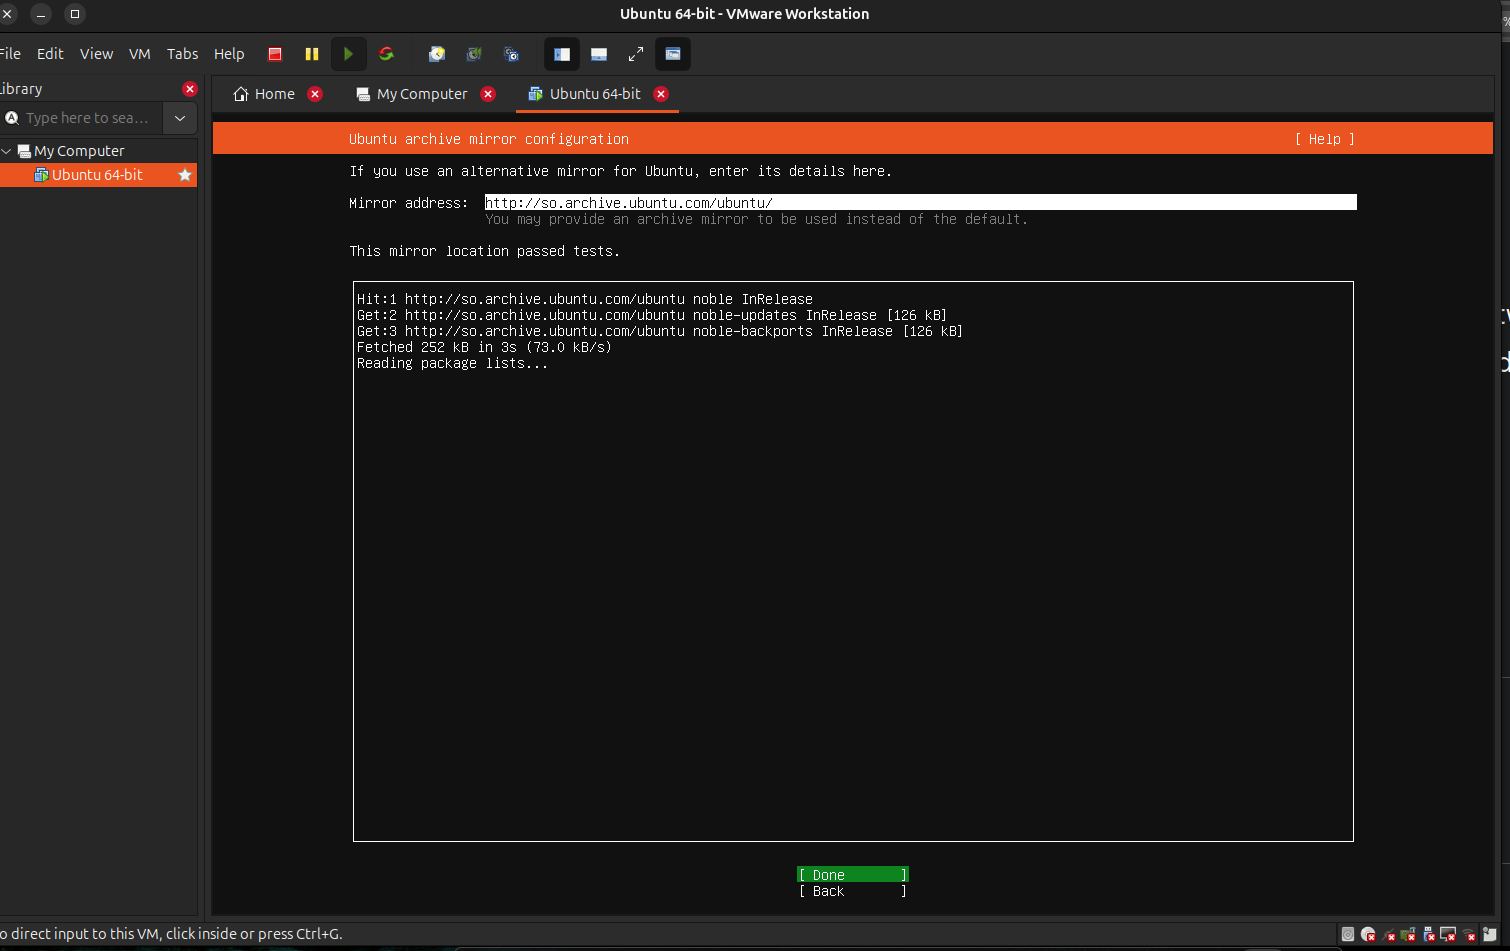 Ubuntu 64-bit - VMware Workstation
File Edit View VM Tabs Help
Library
Home
My Computer
Ubuntu 64-bit
Type here to sea...
My Computer
Ubuntu 64-bit
Ubuntu archive mirror configuration [ Help ]
If you use an alternative mirror for Ubuntu, enter its details here.
Mirror address: http://so.archive.ubuntu.com/ubuntu/
You may provide an archive mirror to be used instead of the default.
This mirror location passed tests.
Hit:1 http://so.archive.ubuntu.com/ubuntu noble InRelease
Get:2 http://so.archive.ubuntu.com/ubuntu noble-updates InRelease [126 kB]
Get:3 http://so.archive.ubuntu.com/ubuntu noble-backports InRelease [126 kB]
Fetched 252 kB in 3s (73.0 kB/s)
Reading package lists...
[ Done ]
[ Back ]
o direct input to this VM, click inside or press Ctrl+G.